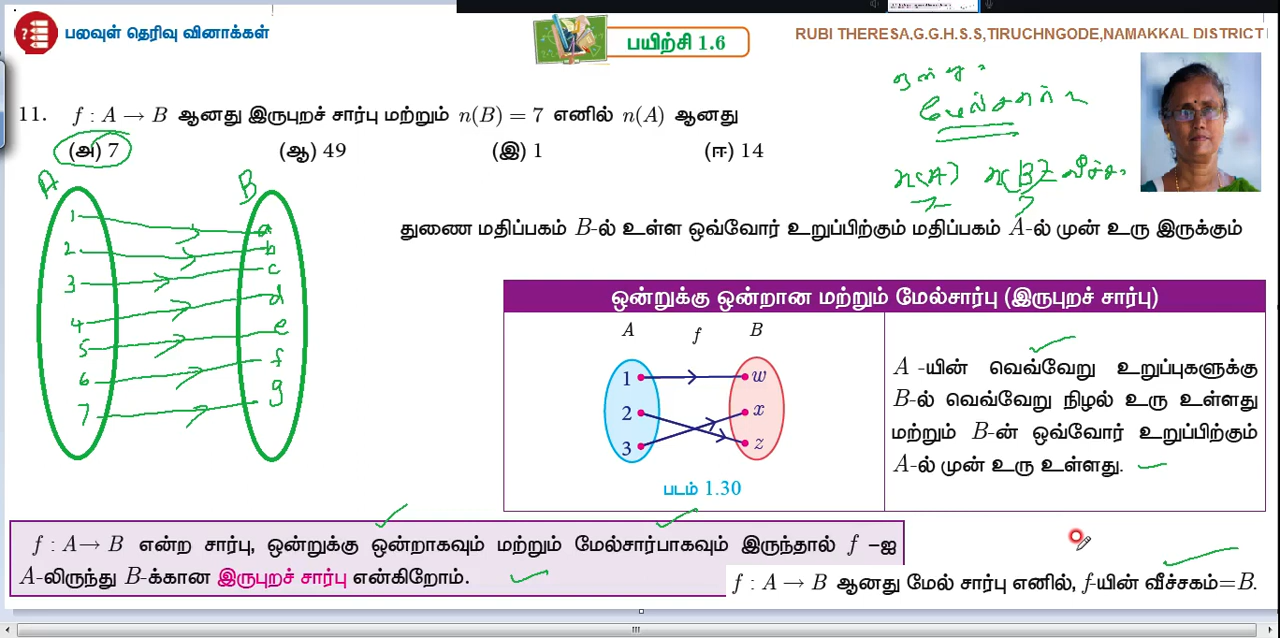 பலவுள் தெரிவு வினாக்கள்
பயிற்சி 1.6
RUBI THERESA,G.G.H.S.S,TIRUCHNGODE,NAMAKKAL DISTRICT
11. f : A → B ஆனது இருபுறச் சார்பு மற்றும் n(B) = 7 எனில் n(A) ஆனது
(அ) 7 (ஆ) 49 (இ) 1 (ஈ) 14
A B
1 a
2 b
3 c
4 d
5 e
6 f
7 g
n(A) n(B)
7 7
துணை மதிப்பகம் B-ல் உள்ள ஒவ்வோர் உறுப்பிற்கும் மதிப்பகம் A-ல் முன் உரு இருக்கும்
ஒன்றுக்கு ஒன்றான மற்றும் மேல்சார்பு (இருபுறச் சார்பு)
A f B
1 w
2 x
3 z
படம் 1.30
A -யின் வெவ்வேறு உறுப்புகளுக்கு
B-ல் வெவ்வேறு நிழல் உரு உள்ளது
மற்றும் B-ன் ஒவ்வோர் உறுப்பிற்கும்
A-ல் முன் உரு உள்ளது.
f : A → B என்ற சார்பு, ஒன்றுக்கு ஒன்றாகவும் மற்றும் மேல்சார்பாகவும் இருந்தால் f –ஐ
A-லிருந்து B-க்கான இருபுறச் சார்பு என்கிறோம்.
f : A → B ஆனது மேல் சார்பு எனில், f-யின் வீச்சகம்=B.